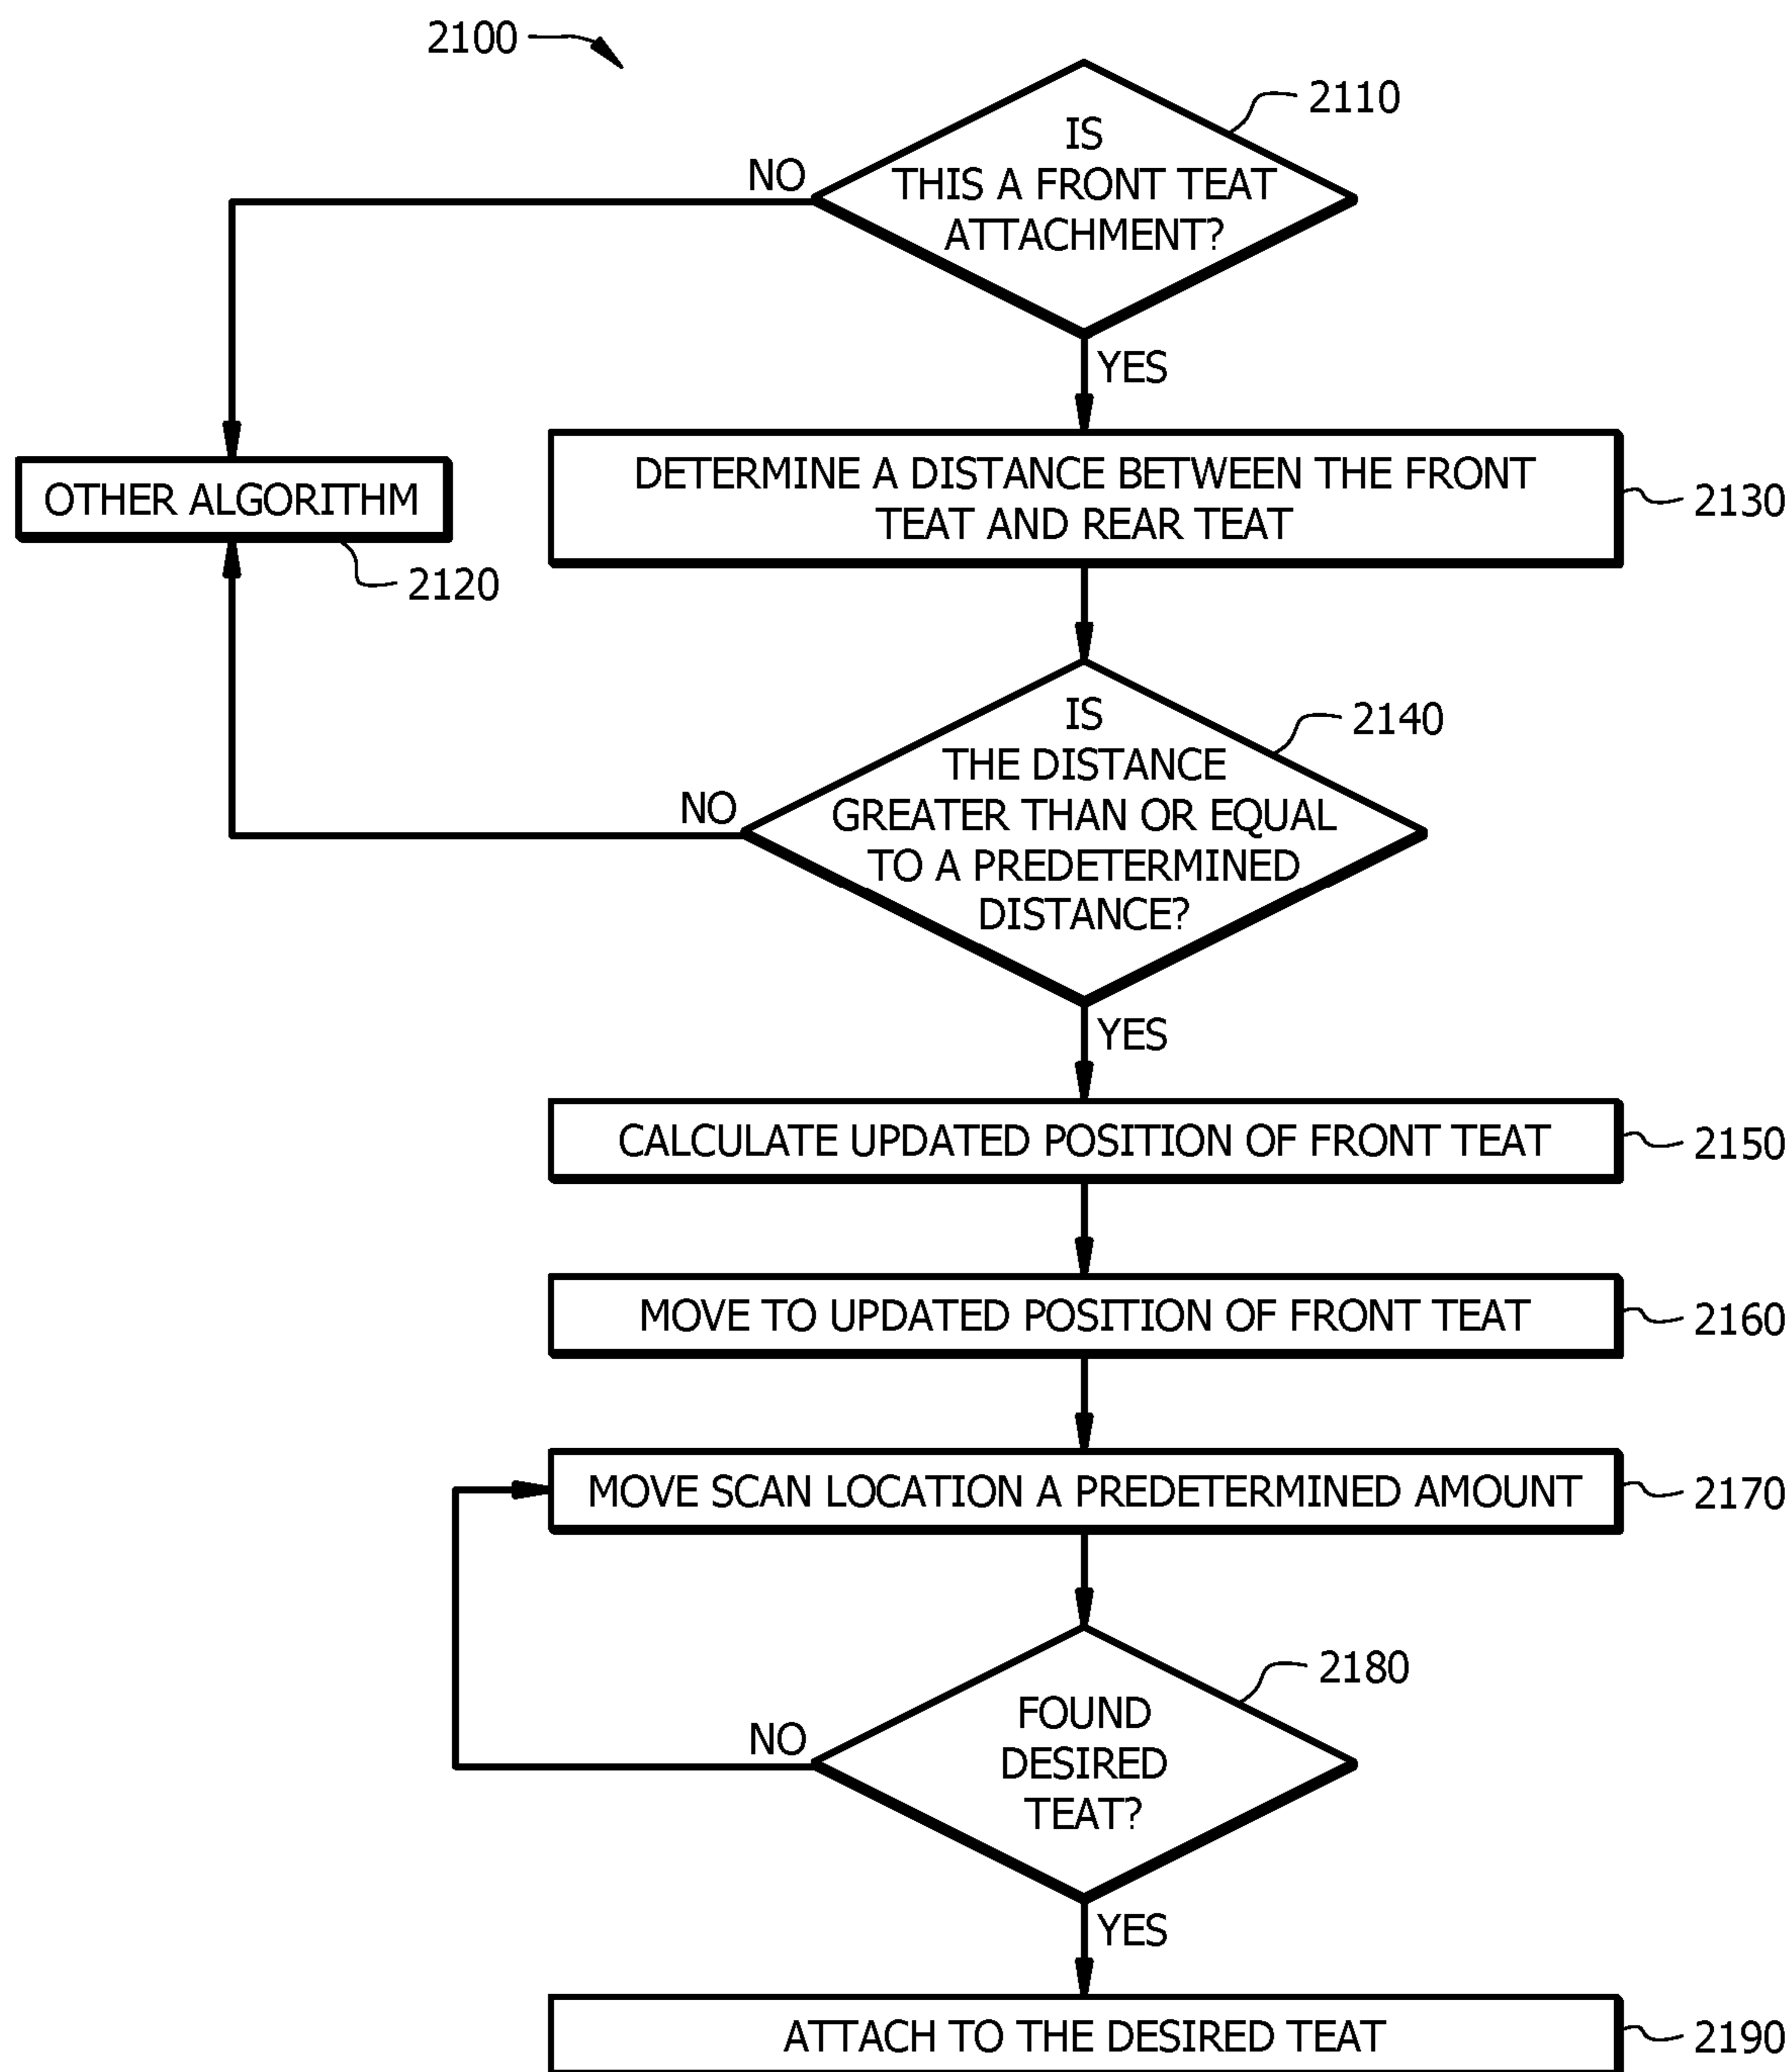 2100
2110
IS
THIS A FRONT TEAT
ATTACHMENT?
NO
YES
OTHER ALGORITHM
2120
DETERMINE A DISTANCE BETWEEN THE FRONT
TEAT AND REAR TEAT
2130
IS
THE DISTANCE
GREATER THAN OR EQUAL
TO A PREDETERMINED
DISTANCE?
2140
NO
YES
CALCULATE UPDATED POSITION OF FRONT TEAT
2150
MOVE TO UPDATED POSITION OF FRONT TEAT
2160
MOVE SCAN LOCATION A PREDETERMINED AMOUNT
2170
2180
FOUND
DESIRED
TEAT?
NO
YES
ATTACH TO THE DESIRED TEAT
2190